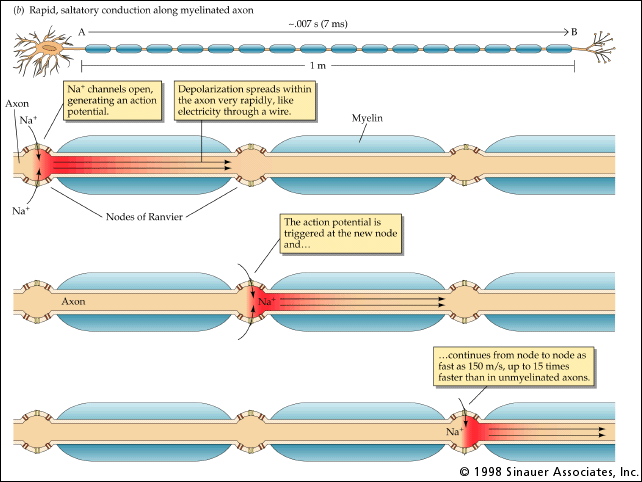 (b) Rapid, saltatory conduction along myelinated axon
~.007 s (7 ms)
A
B
1 m
Na⁺ channels open,
generating an action
potential.
Depolarization spreads within
the axon very rapidly, like
electricity through a wire.
Axon
Na⁺
Myelin
Na⁺
Nodes of Ranvier
The action potential is
triggered at the new node
and…
Axon
Na⁺
…continues from node to node as
fast as 150 m/s, up to 15 times
faster than in unmyelinated axons.
Na⁺
© 1998 Sinauer Associates, Inc.